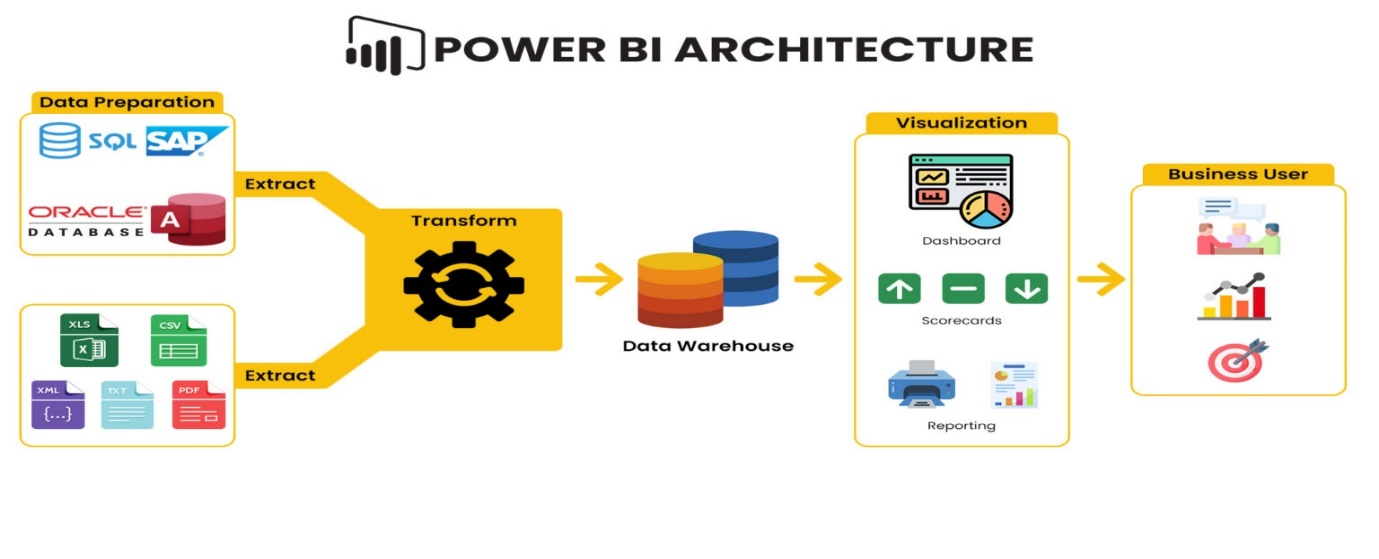 POWER BI ARCHITECTURE
Data Preparation
SQL SAP
ORACLE
DATABASE
A
Extract
XLS
X
CSV
XML
{...}
TXT
PDF
Extract
Transform
Data Warehouse
Visualization
Dashboard
Scorecards
Reporting
Business User